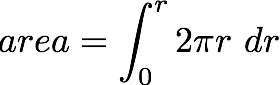 area = ∫₀ʳ 2πr dr